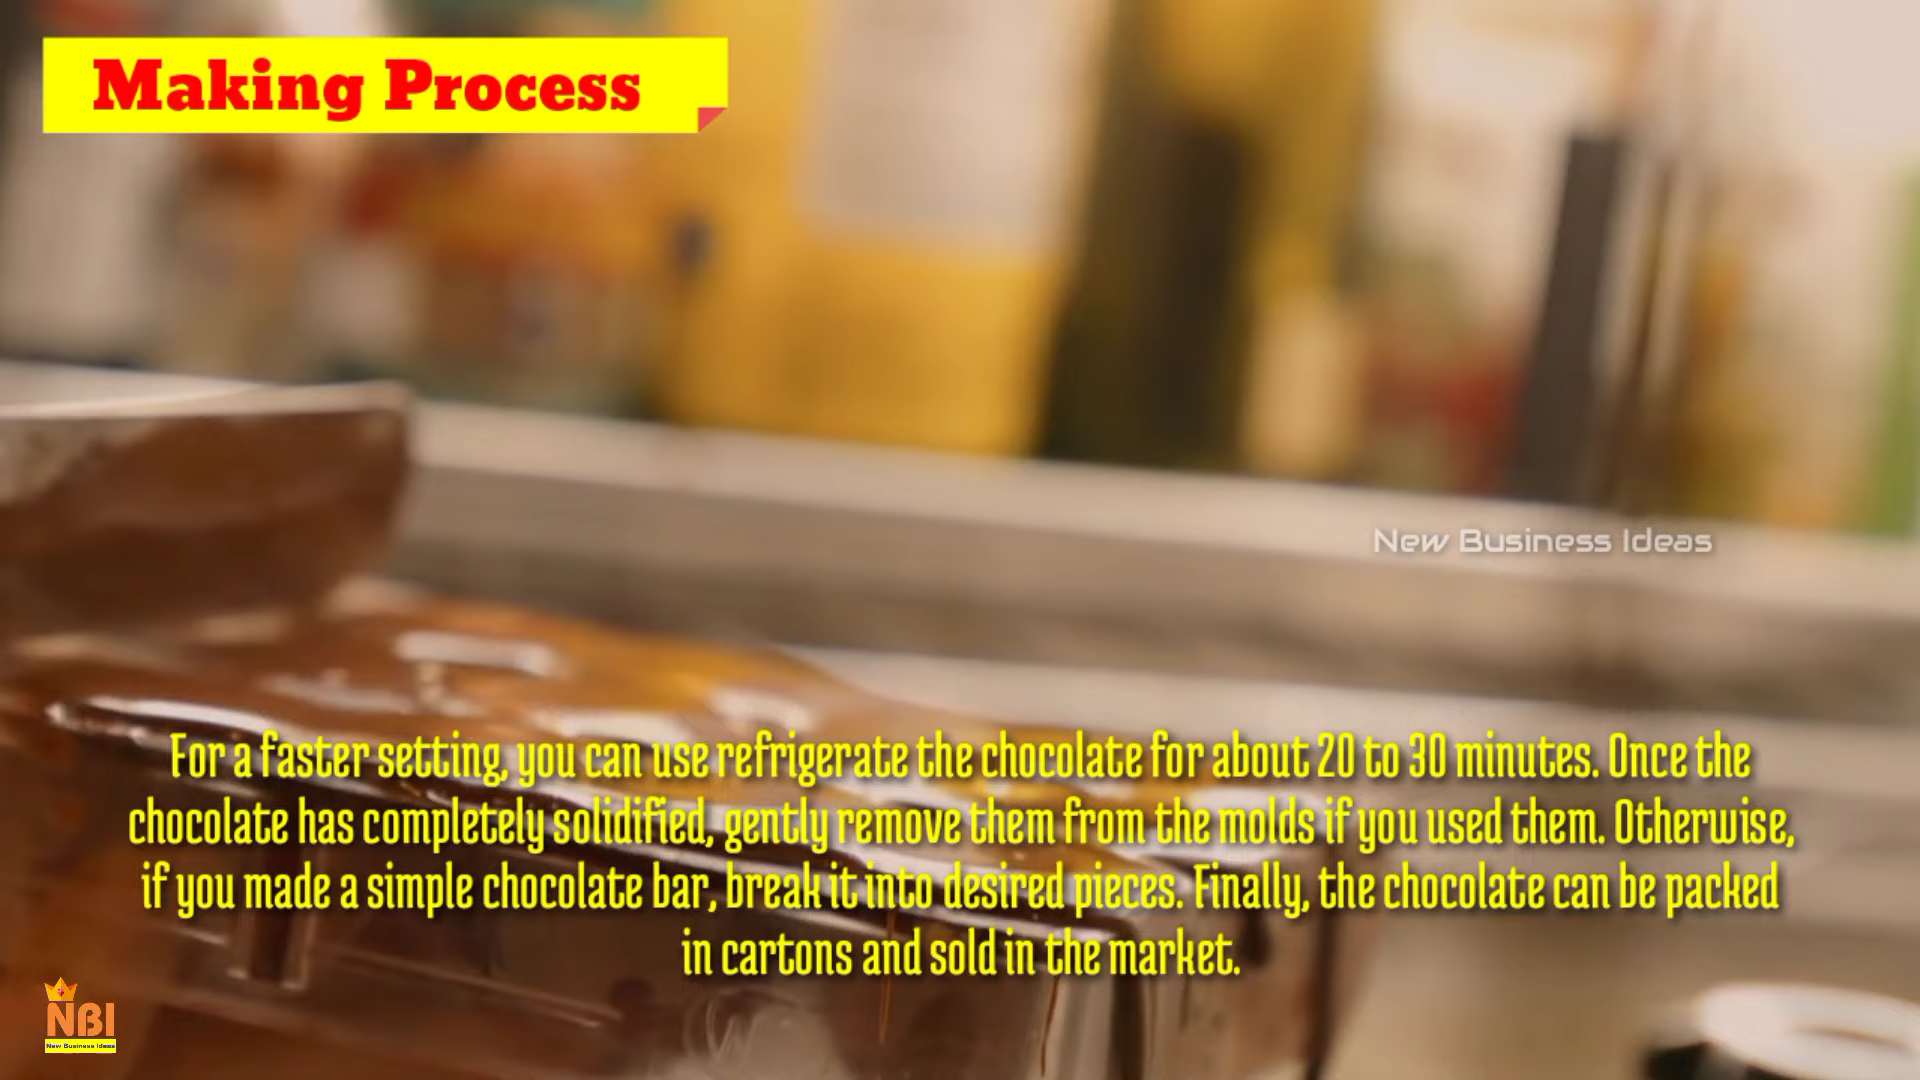 Making Process
New Business Ideas
For a faster setting, you can use refrigerate the chocolate for about 20 to 30 minutes. Once the
chocolate has completely solidified, gently remove them from the molds if you used them. Otherwise,
if you made a simple chocolate bar, break it into desired pieces. Finally, the chocolate can be packed
in cartons and sold in the market.
NBI
New Business Ideas